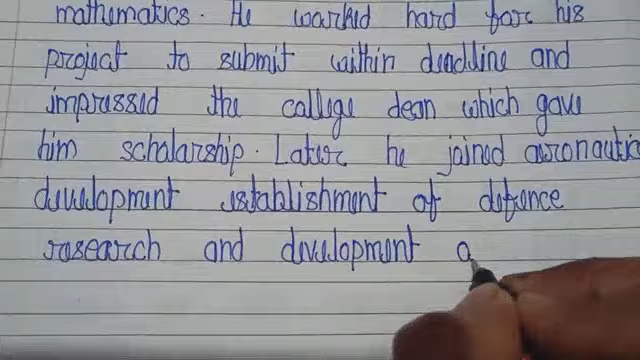 mathematics. He worked hard for his
project to submit within deadline and
impressed the college dean which gave
him scholarship. Later he joined aeronautic
development establishment of defence
research and development o